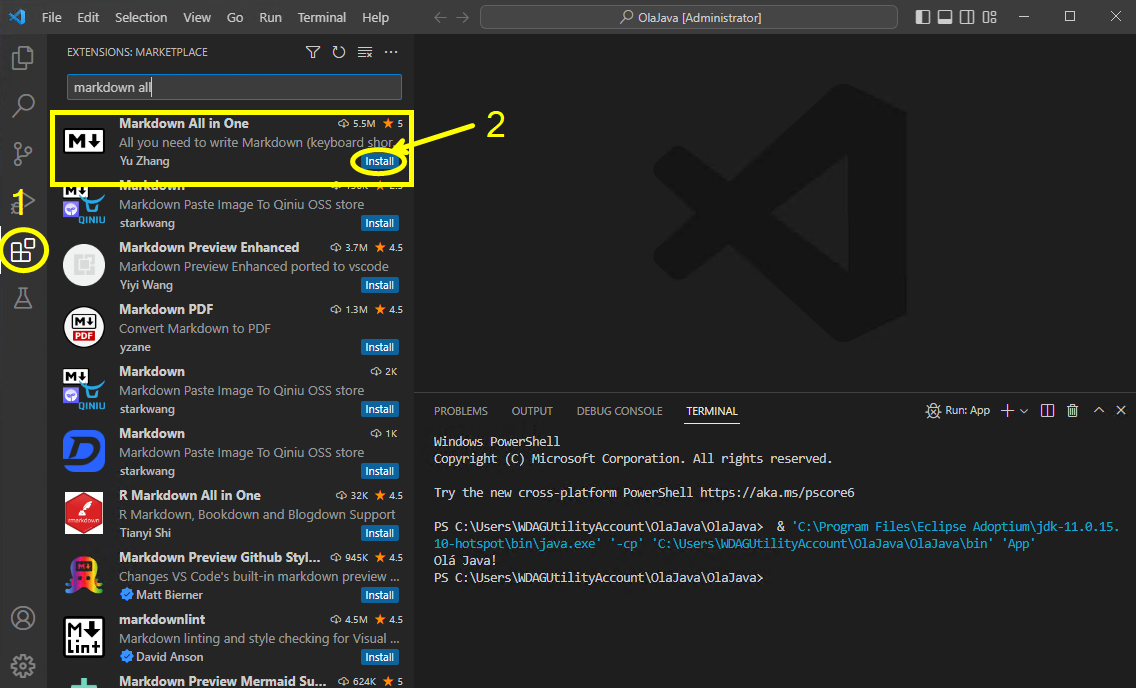 File Edit Selection View Go Run Terminal Help
OlaJava [Administrator]
EXTENSIONS: MARKETPLACE
markdown all
Markdown All in One 5.5M 5
All you need to write Markdown (keyboard shor...
Yu Zhang Install
2
1
Markdown
Markdown Paste Image To Qiniu OSS store
starkwang Install
QINIU
Markdown Preview Enhanced 3.7M 4.5
Markdown Preview Enhanced ported to vscode
Yiyi Wang Install
Markdown PDF 1.3M 4.5
Convert Markdown to PDF
yzane Install
M PDF
Markdown 2K
Markdown Paste Image To Qiniu OSS store
starkwang Install
QINIU
Markdown 1K
Markdown Paste Image To Qiniu OSS store
starkwang Install
R Markdown All in One 32K 4.5
R Markdown, Bookdown and Blogdown Support
Tianyi Shi Install
rmarkdown
Markdown Preview Github Styl... 945K 4.5
Changes VS Code's built-in markdown preview ...
Matt Bierner Install
markdownlint 4.5M 4.5
Markdown linting and style checking for Visual ...
David Anson Install
M lint
Markdown Preview Mermaid Su... 624K 5
PROBLEMS OUTPUT DEBUG CONSOLE TERMINAL Run: App
Windows PowerShell
Copyright (C) Microsoft Corporation. All rights reserved.
Try the new cross-platform PowerShell https://aka.ms/pscore6
PS C:\Users\WDAGUtilityAccount\OlaJava\OlaJava>  & 'C:\Program Files\Eclipse Adoptium\jdk-11.0.15.
10-hotspot\bin\java.exe' '-cp' 'C:\Users\WDAGUtilityAccount\OlaJava\OlaJava\bin' 'App'
Olá Java!
PS C:\Users\WDAGUtilityAccount\OlaJava\OlaJava>